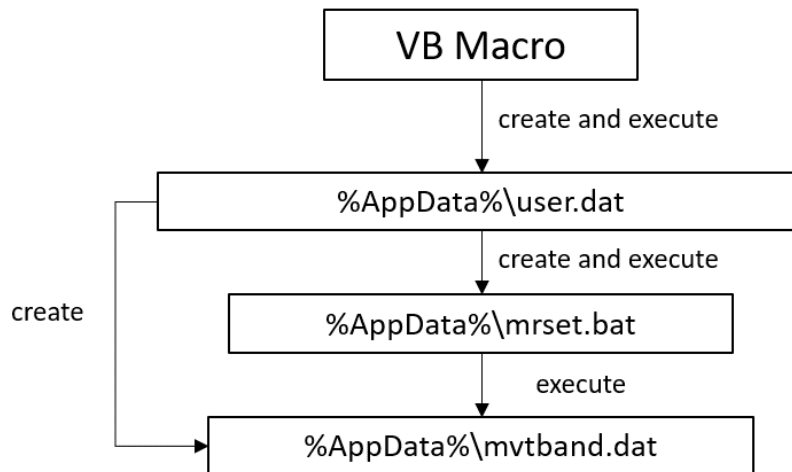 VB Macro
create and execute
%AppData%\user.dat
create and execute
create
%AppData%\mrset.bat
execute
%AppData%\mvtband.dat